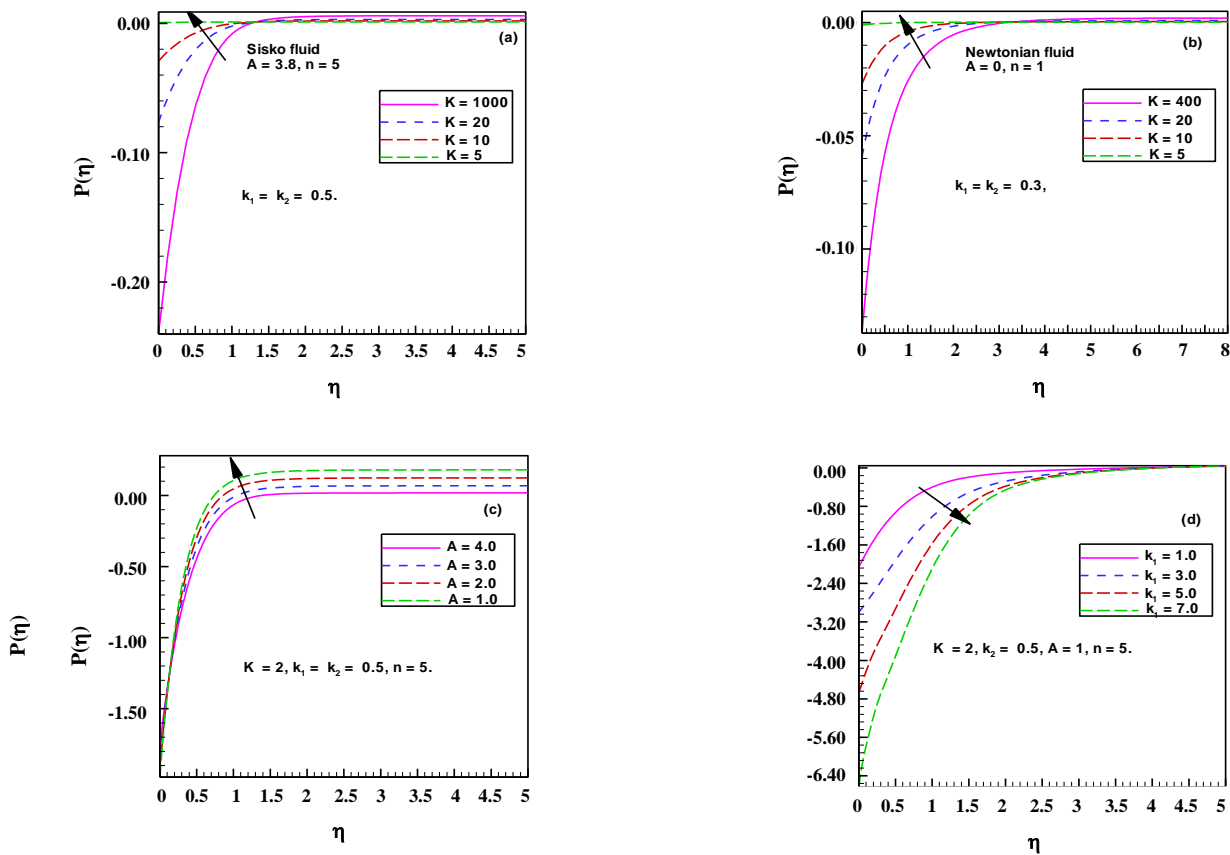 0.00
-0.10
-0.20
P(η)
(a)
Sisko fluid
A = 3.8, n = 5
K = 1000
K = 20
K = 10
K = 5
k₁ = k₂ = 0.5.
0 0.5 1 1.5 2 2.5 3 3.5 4 4.5 5
η
0.00
-0.05
-0.10
P(η)
(b)
Newtonian fluid
A = 0, n = 1
K = 400
K = 20
K = 10
K = 5
k₁ = k₂ = 0.3,
0 1 2 3 4 5 6 7 8
η
P(η)
0.00
-0.50
-1.00
-1.50
P(η)
(c)
A = 4.0
A = 3.0
A = 2.0
A = 1.0
K = 2, k₁ = k₂ = 0.5, n = 5.
0 0.5 1 1.5 2 2.5 3 3.5 4 4.5 5
η
0.00
-0.80
-1.60
-2.40
-3.20
-4.00
-4.80
-5.60
-6.40
P(η)
(d)
k₁ = 1.0
k₁ = 3.0
k₁ = 5.0
k₁ = 7.0
K = 2, k₂ = 0.5, A = 1, n = 5.
0 0.5 1 1.5 2 2.5 3 3.5 4 4.5 5
η